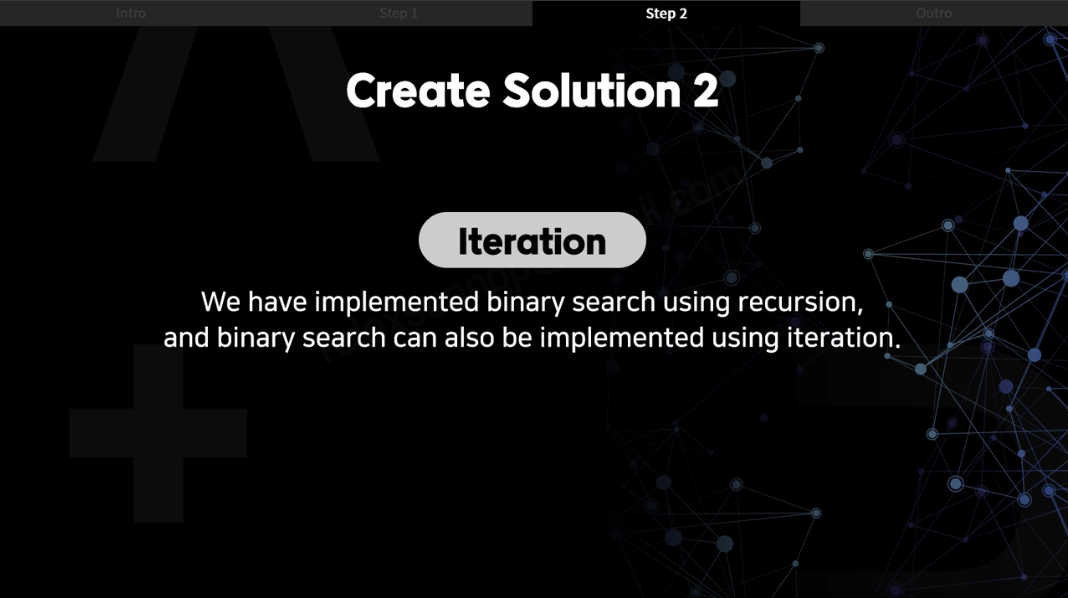 Intro
Step 1
Step 2
Outro
Create Solution 2
Iteration
We have implemented binary search using recursion,
and binary search can also be implemented using iteration.